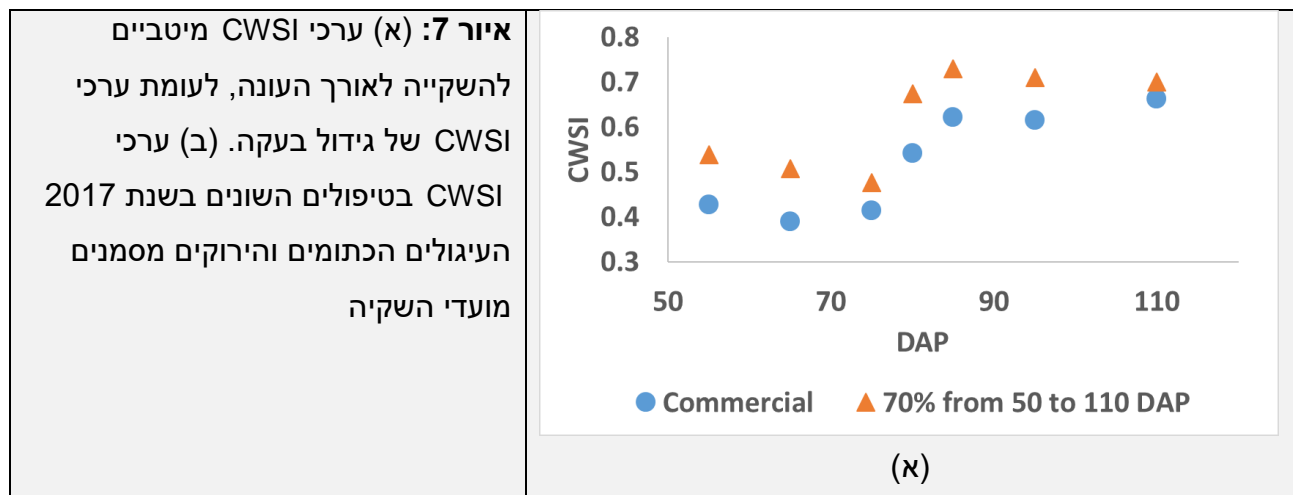 איור 7: (א) ערכי CWSI מיטביים
להשקייה לאורך העונה, לעומת ערכי
CWSI של גידול בעקה. (ב) ערכי
CWSI בטיפולים השונים בשנת 2017
העיגולים הכתומים והירוקים מסמנים
מועדי השקיה
0.8
0.7
0.6
0.5
0.4
0.3
CWSI
50 70 90 110
DAP
Commercial 70% from 50 to 110 DAP
(א)